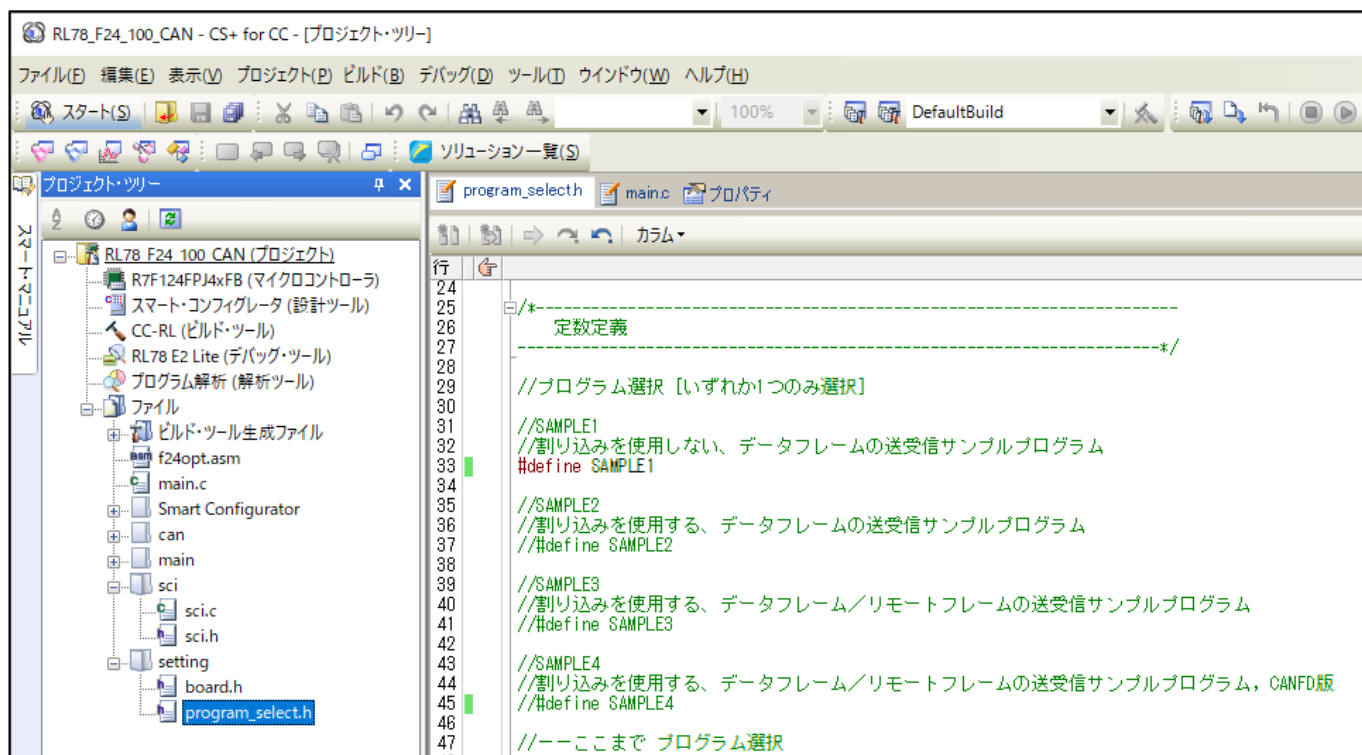 RL78_F24_100_CAN - CS+ for CC - [プロジェクト・ツリー]
ファイル(F) 編集(E) 表示(V) プロジェクト(P) ビルド(B) デバッグ(D) ツール(T) ウインドウ(W) ヘルプ(H)
スタート(S) 100% DefaultBuild
ソリューション一覧(S)
プロジェクト・ツリー
スマート・マニュアル
RL78_F24_100_CAN (プロジェクト)
R7F124FPJ4xFB (マイクロコントローラ)
スマート・コンフィグレータ (設計ツール)
CC-RL (ビルド・ツール)
RL78 E2 Lite (デバッグ・ツール)
プログラム解析 (解析ツール)
ファイル
ビルド・ツール生成ファイル
f24opt.asm
main.c
Smart Configurator
can
main
sci
sci.c
sci.h
setting
board.h
program_select.h
program_select.h main.c プロパティ
カラム
行
24
25 /*----------------------------------------------------------------------
26 定数定義
27 ----------------------------------------------------------------------*/
28
29 //プログラム選択 [いずれか1つのみ選択]
30
31 //SAMPLE1
32 //割り込みを使用しない、データフレームの送受信サンプルプログラム
33 #define SAMPLE1
34
35 //SAMPLE2
36 //割り込みを使用する、データフレームの送受信サンプルプログラム
37 //#define SAMPLE2
38
39 //SAMPLE3
40 //割り込みを使用する、データフレーム／リモートフレームの送受信サンプルプログラム
41 //#define SAMPLE3
42
43 //SAMPLE4
44 //割り込みを使用する、データフレーム／リモートフレームの送受信サンプルプログラム，CANFD版
45 //#define SAMPLE4
46
47 //ーーここまで プログラム選択